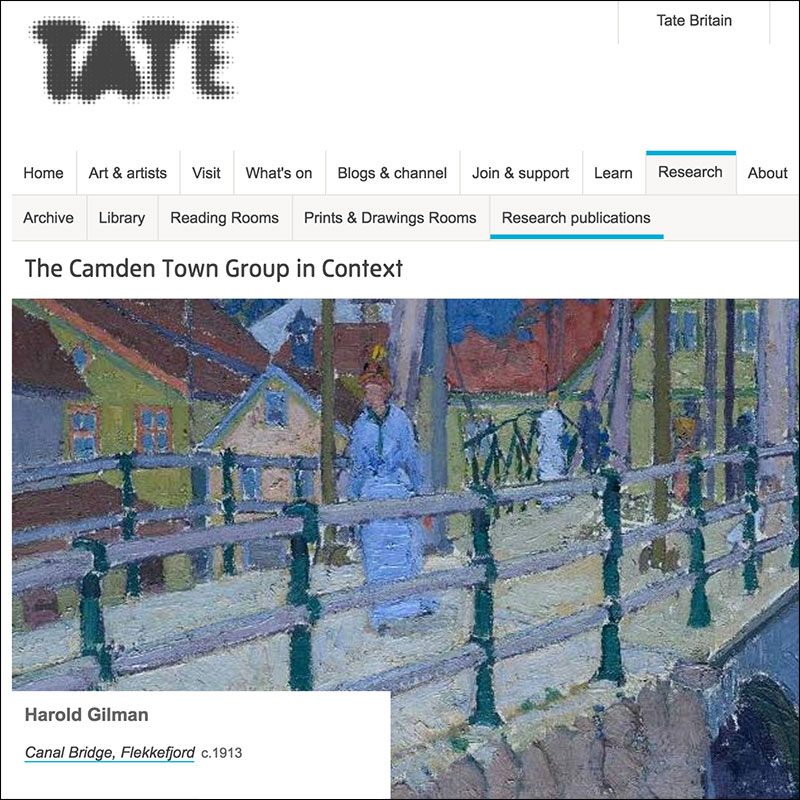 TATE
Tate Britain
Home Art & artists Visit What's on Blogs & channel Join & support Learn Research About
Archive Library Reading Rooms Prints & Drawings Rooms Research publications
The Camden Town Group in Context
Harold Gilman
Canal Bridge, Flekkefjord c.1913